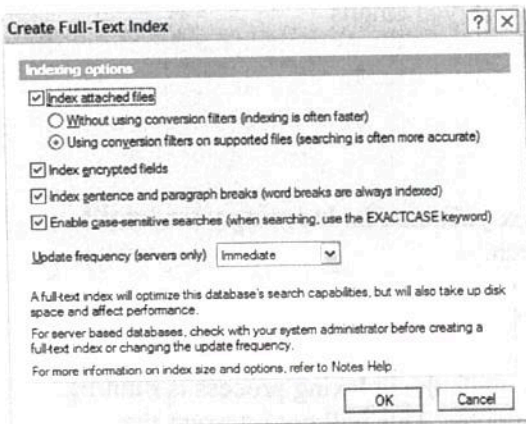 Create Full-Text Index
? X
Indexing options
Index attached files
Without using conversion filters (indexing is often faster)
Using conversion filters on supported files (searching is often more accurate)
Index encrypted fields
Index sentence and paragraph breaks (word breaks are always indexed)
Enable case-sensitive searches (when searching, use the EXACTCASE keyword)
Update frequency (servers only) Immediate
A full-text index will optimize this database's search capabilities, but will also take up disk
space and affect performance.
For server based databases, check with your system administrator before creating a
full-text index or changing the update frequency.
For more information on index size and options, refer to Notes Help.
OK Cancel